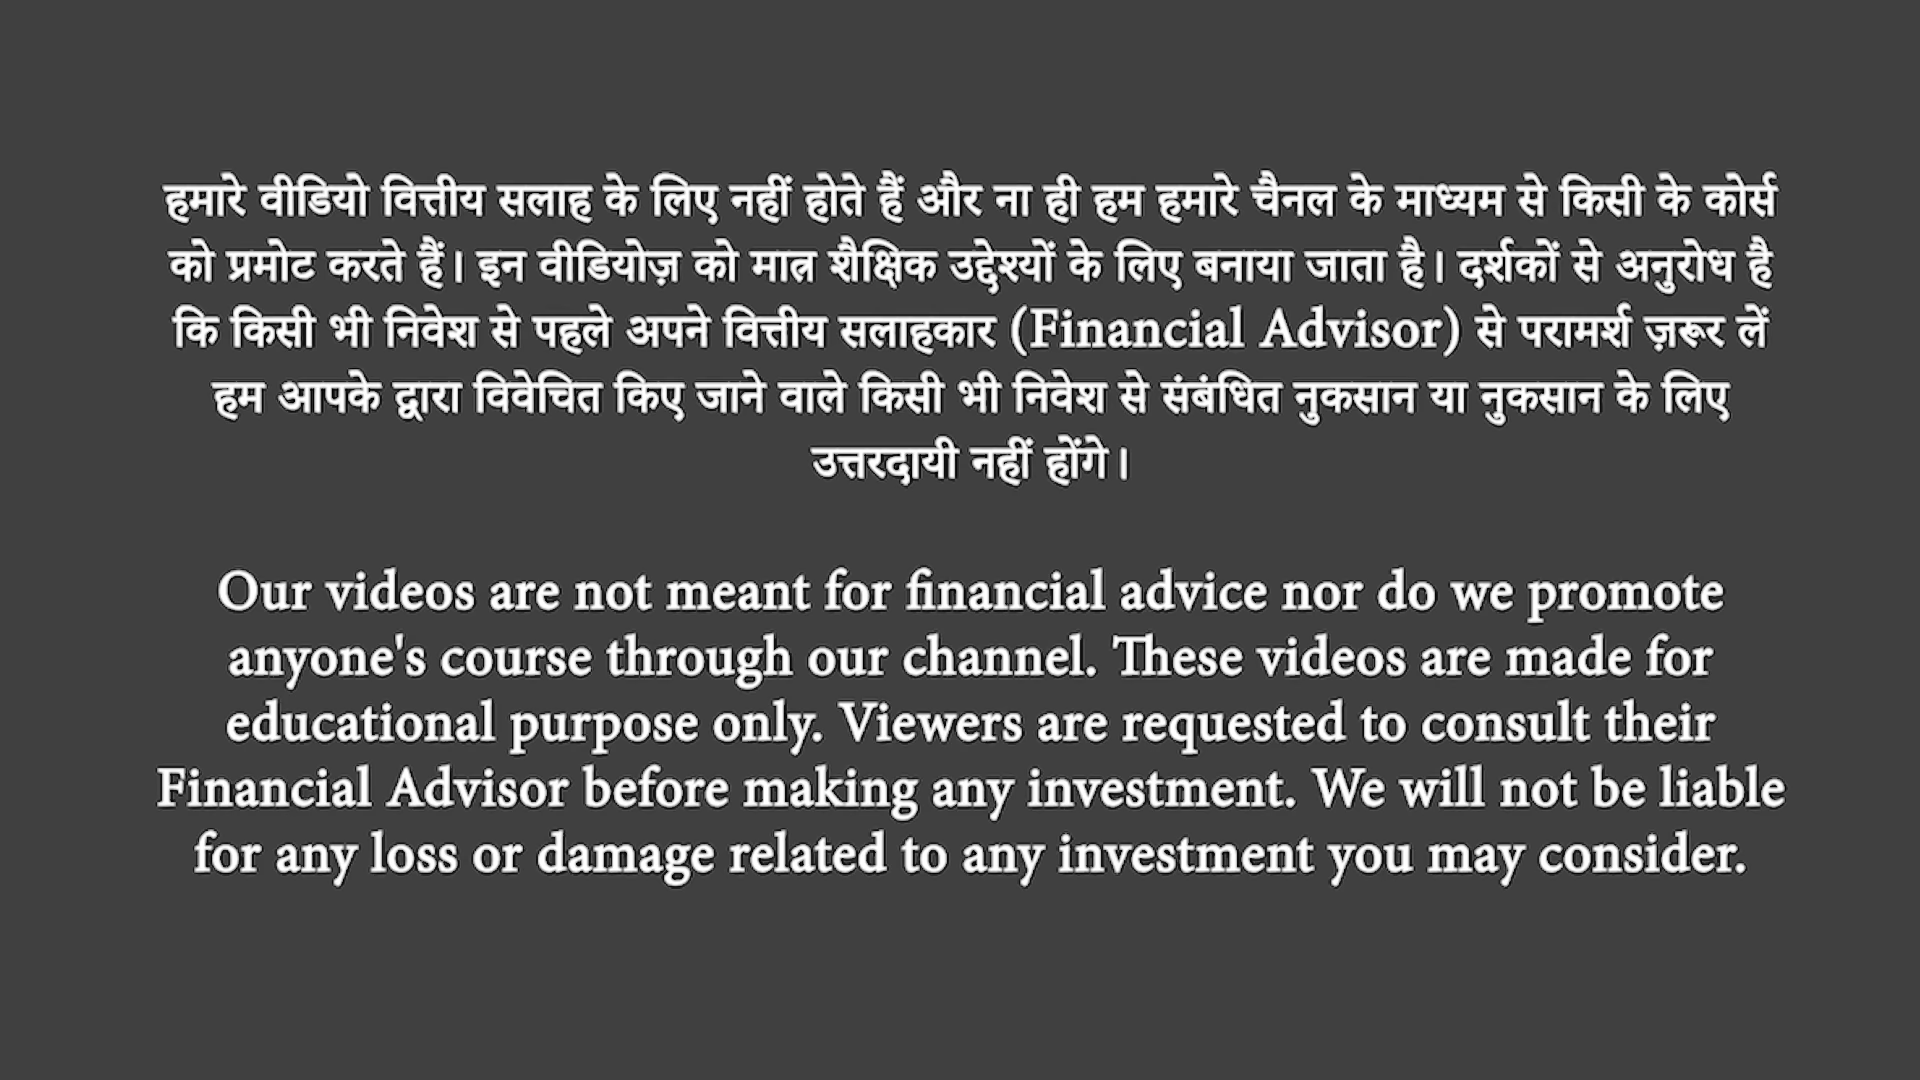 हमारे वीडियो वित्तीय सलाह के लिए नहीं होते हैं और ना ही हम हमारे चैनल के माध्यम से किसी के कोर्स
को प्रमोट करते हैं। इन वीडियोज़ को मात्र शैक्षिक उद्देश्यों के लिए बनाया जाता है। दर्शकों से अनुरोध है
कि किसी भी निवेश से पहले अपने वित्तीय सलाहकार (Financial Advisor) से परामर्श ज़रूर लें
हम आपके द्वारा विवेचित किए जाने वाले किसी भी निवेश से संबंधित नुकसान या नुकसान के लिए
उत्तरदायी नहीं होंगे।
Our videos are not meant for financial advice nor do we promote
anyone's course through our channel. These videos are made for
educational purpose only. Viewers are requested to consult their
Financial Advisor before making any investment. We will not be liable
for any loss or damage related to any investment you may consider.